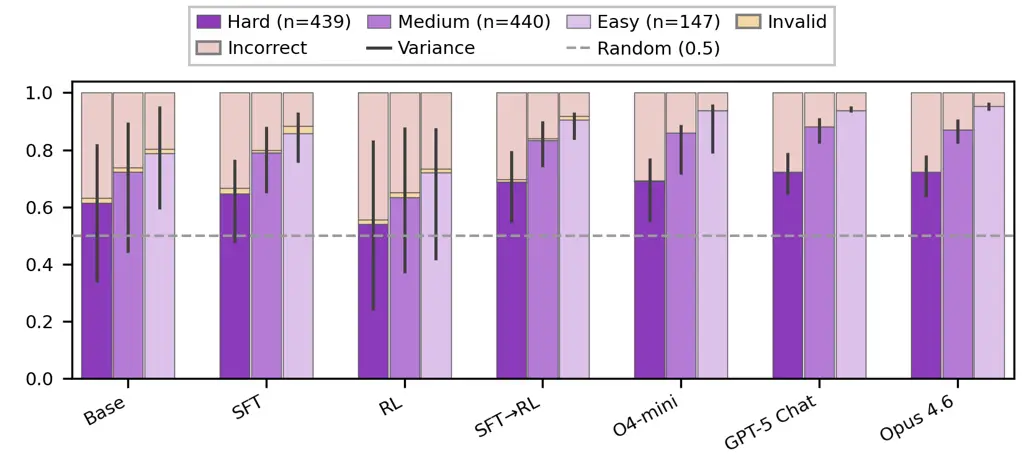 Hard (n=439) Medium (n=440) Easy (n=147) Invalid
Incorrect Variance Random (0.5)
1.0
0.8
0.6
0.4
0.2
0.0
Base SFT RL SFT→RL O4-mini GPT-5 Chat Opus 4.6